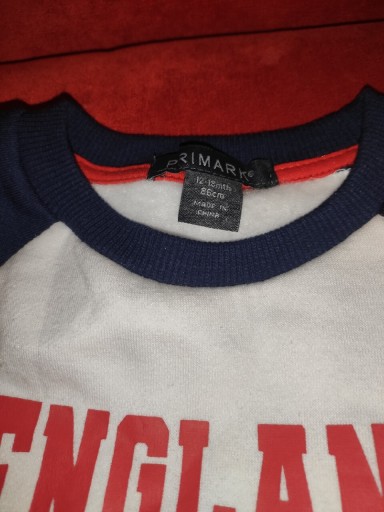 PRIMARK
12-18mth
86cm
MADE IN
CHINA
ENGLAN